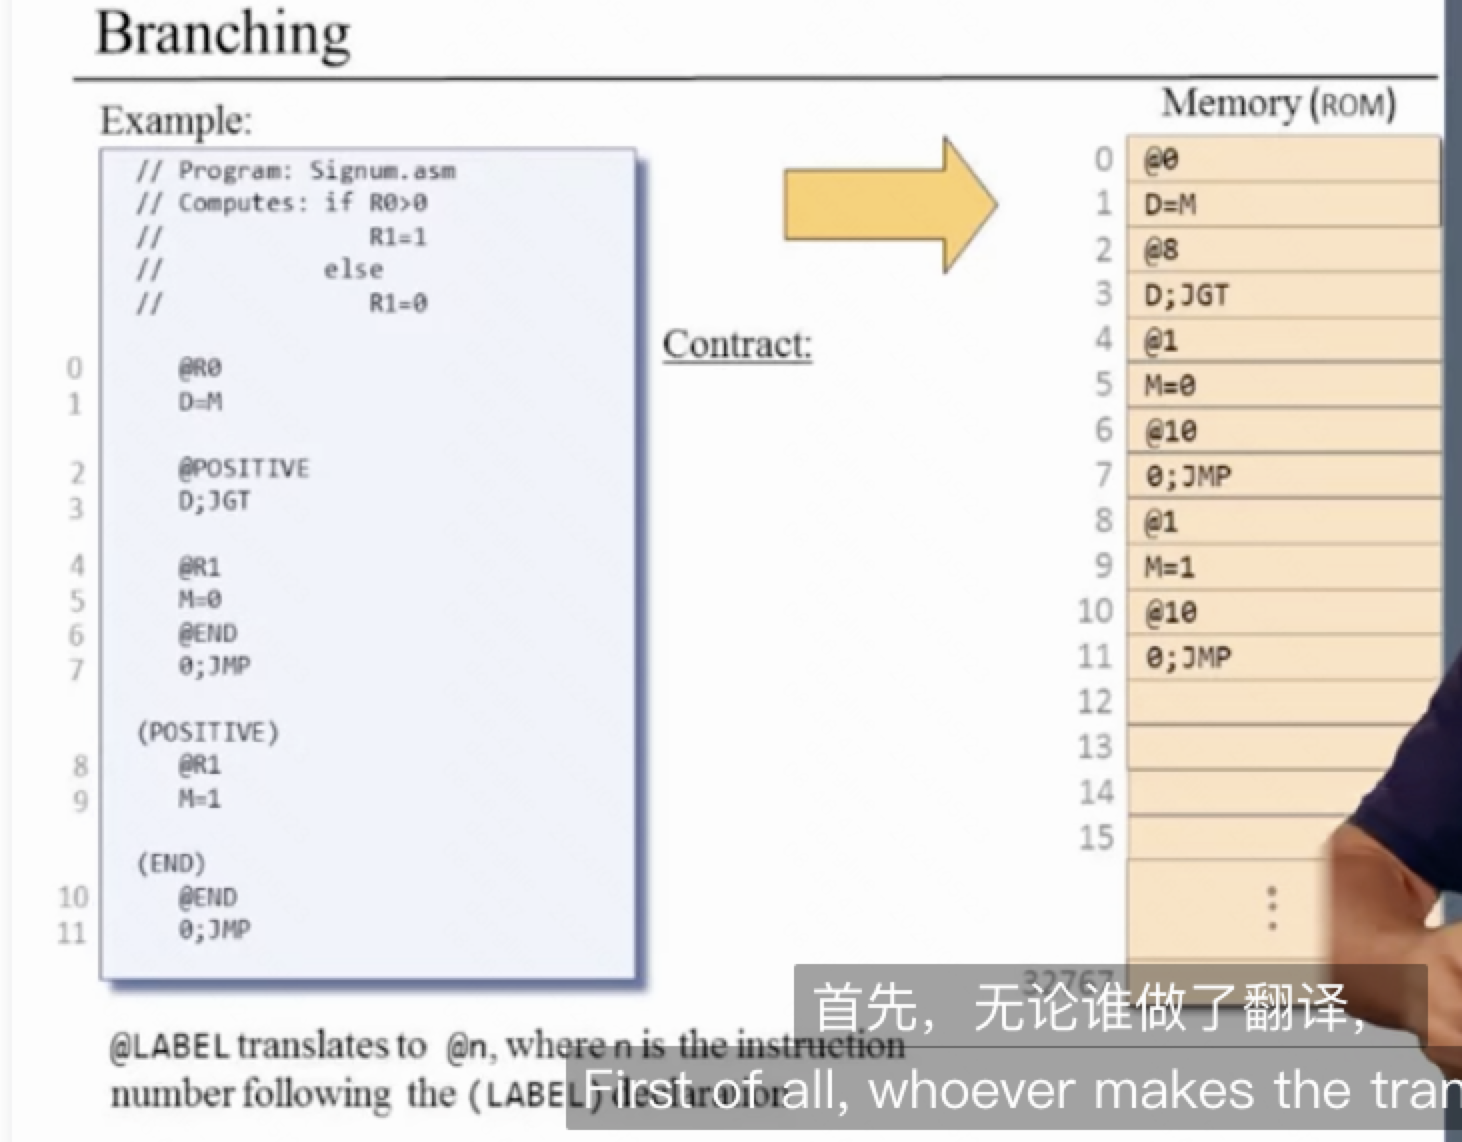 Branching
Example:
// Program: Signum.asm
// Computes: if R0>0
// R1=1
// else
// R1=0
0 @R0
1 D=M
2 @POSITIVE
3 D;JGT
4 @R1
5 M=0
6 @END
7 0;JMP
(POSITIVE)
8 @R1
9 M=1
(END)
10 @END
11 0;JMP
@LABEL translates to @n, where n is the instruction
number following the (LABEL) declaration
Contract:
Memory (ROM)
0 @0
1 D=M
2 @8
3 D;JGT
4 @1
5 M=0
6 @10
7 0;JMP
8 @1
9 M=1
10 @10
11 0;JMP
12
13
14
15
32767
首先，无论谁做了翻译，
First of all, whoever makes the tran